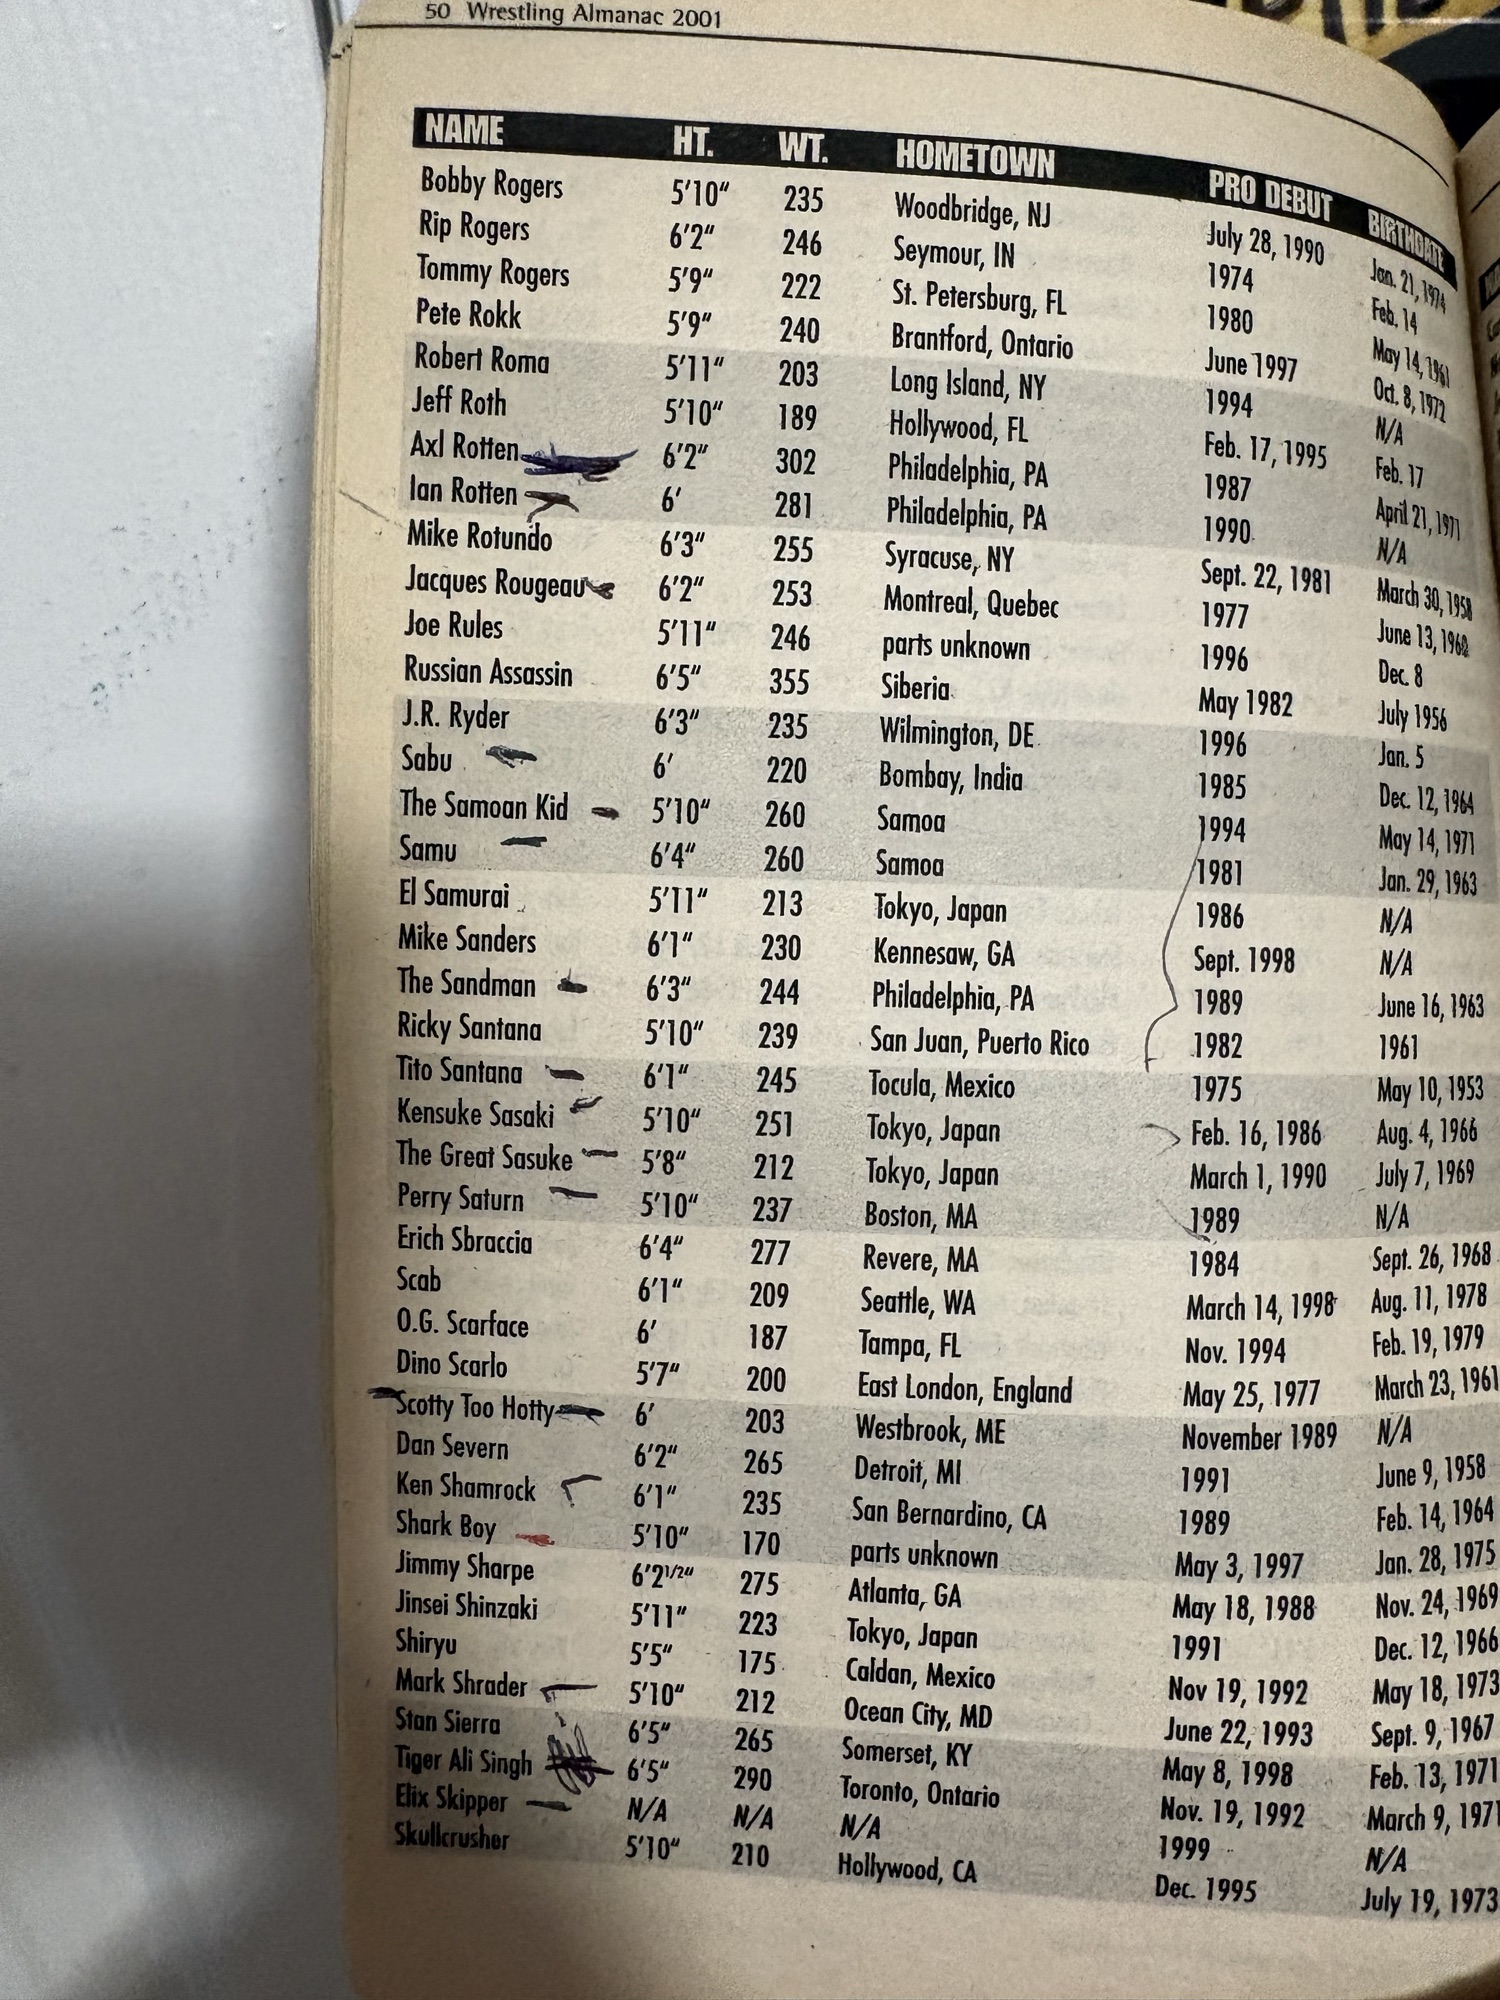 50 Wrestling Almanac 2001
NAME HT. WT. HOMETOWN PRO DEBUT BIRTHDATE
Bobby Rogers 5'10" 235 Woodbridge, NJ July 28, 1990 Jan. 21, 1974
Rip Rogers 6'2" 246 Seymour, IN 1974 Feb. 14
Tommy Rogers 5'9" 222 St. Petersburg, FL 1980 May 14, 1961
Pete Rokk 5'9" 240 Brantford, Ontario June 1997 Oct. 8, 1972
Robert Roma 5'11" 203 Long Island, NY 1994 N/A
Jeff Roth 5'10" 189 Hollywood, FL Feb. 17, 1995 Feb. 17
Axl Rotten 6'2" 302 Philadelphia, PA 1987 April 21, 1971
Ian Rotten 6' 281 Philadelphia, PA 1990 N/A
Mike Rotundo 6'3" 255 Syracuse, NY Sept. 22, 1981 March 30, 1958
Jacques Rougeau 6'2" 253 Montreal, Quebec 1977 June 13, 1960
Joe Rules 5'11" 246 parts unknown 1996 Dec. 8
Russian Assassin 6'5" 355 Siberia May 1982 July 1956
J.R. Ryder 6'3" 235 Wilmington, DE 1996 Jan. 5
Sabu 6' 220 Bombay, India 1985 Dec. 12, 1964
The Samoan Kid 5'10" 260 Samoa 1994 May 14, 1971
Samu 6'4" 260 Samoa 1981 Jan. 29, 1963
El Samurai 5'11" 213 Tokyo, Japan 1986 N/A
Mike Sanders 6'1" 230 Kennesaw, GA Sept. 1998 N/A
The Sandman 6'3" 244 Philadelphia, PA 1989 June 16, 1963
Ricky Santana 5'10" 239 San Juan, Puerto Rico 1982 1961
Tito Santana 6'1" 245 Tocula, Mexico 1975 May 10, 1953
Kensuke Sasaki 5'10" 251 Tokyo, Japan Feb. 16, 1986 Aug. 4, 1966
The Great Sasuke 5'8" 212 Tokyo, Japan March 1, 1990 July 7, 1969
Perry Saturn 5'10" 237 Boston, MA 1989 N/A
Erich Sbraccia 6'4" 277 Revere, MA 1984 Sept. 26, 1968
Scab 6'1" 209 Seattle, WA March 14, 1998 Aug. 11, 1978
O.G. Scarface 6' 187 Tampa, FL Nov. 1994 Feb. 19, 1979
Dino Scarlo 5'7" 200 East London, England May 25, 1977 March 23, 1961
Scotty Too Hotty 6' 203 Westbrook, ME November 1989 N/A
Dan Severn 6'2" 265 Detroit, MI 1991 June 9, 1958
Ken Shamrock 6'1" 235 San Bernardino, CA 1989 Feb. 14, 1964
Shark Boy 5'10" 170 parts unknown May 3, 1997 Jan. 28, 1975
Jimmy Sharpe 6'2 1/2" 275 Atlanta, GA May 18, 1988 Nov. 24, 1969
Jinsei Shinzaki 5'11" 223 Tokyo, Japan 1991 Dec. 12, 1966
Shiryu 5'5" 175 Caldan, Mexico Nov 19, 1992 May 18, 1973
Mark Shrader 5'10" 212 Ocean City, MD June 22, 1993 Sept. 9, 1967
Stan Sierra 6'5" 265 Somerset, KY May 8, 1998 Feb. 13, 1971
Tiger Ali Singh 6'5" 290 Toronto, Ontario Nov. 19, 1992 March 9, 1971
Elix Skipper N/A N/A N/A 1999 N/A
Skullcrusher 5'10" 210 Hollywood, CA Dec. 1995 July 19, 1973